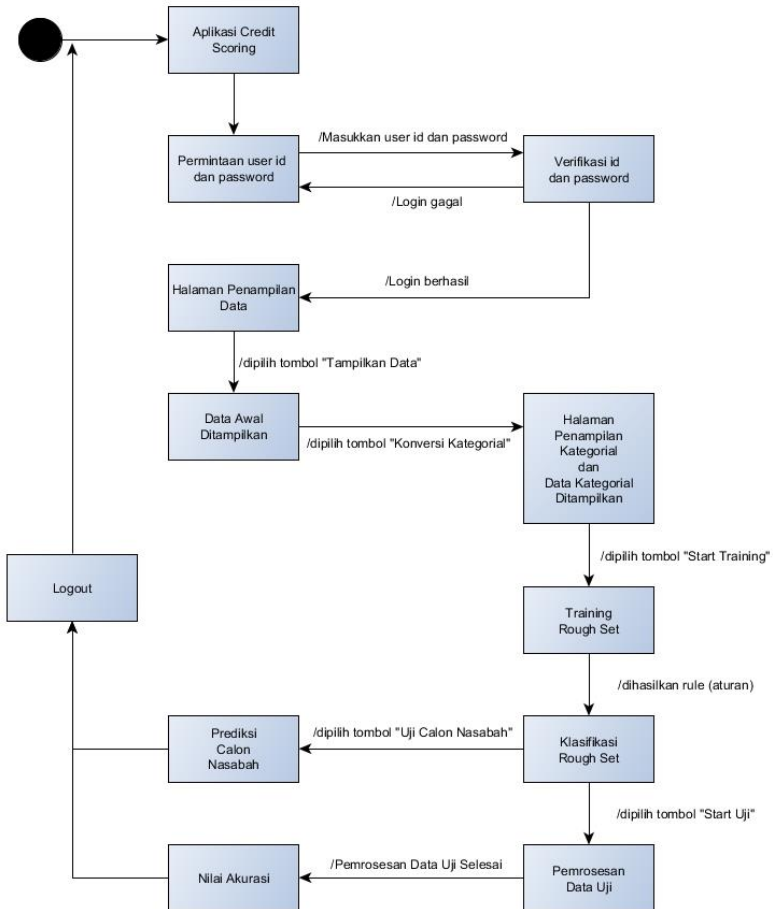 Aplikasi Credit
Scoring
/Masukkan user id dan password
Permintaan user id
dan password
Verifikasi id
dan password
/Login gagal
/Login berhasil
Halaman Penampilan
Data
/dipilih tombol "Tampilkan Data"
Data Awal
Ditampilkan
/dipilih tombol "Konversi Kategorial"
Halaman
Penampilan
Kategorial
dan
Data Kategorial
Ditampilkan
/dipilih tombol "Start Training"
Logout
Training
Rough Set
/dihasilkan rule (aturan)
Prediksi
Calon
Nasabah
/dipilih tombol "Uji Calon Nasabah"
Klasifikasi
Rough Set
/dipilih tombol "Start Uji"
Nilai Akurasi
/Pemrosesan Data Uji Selesai
Pemrosesan
Data Uji